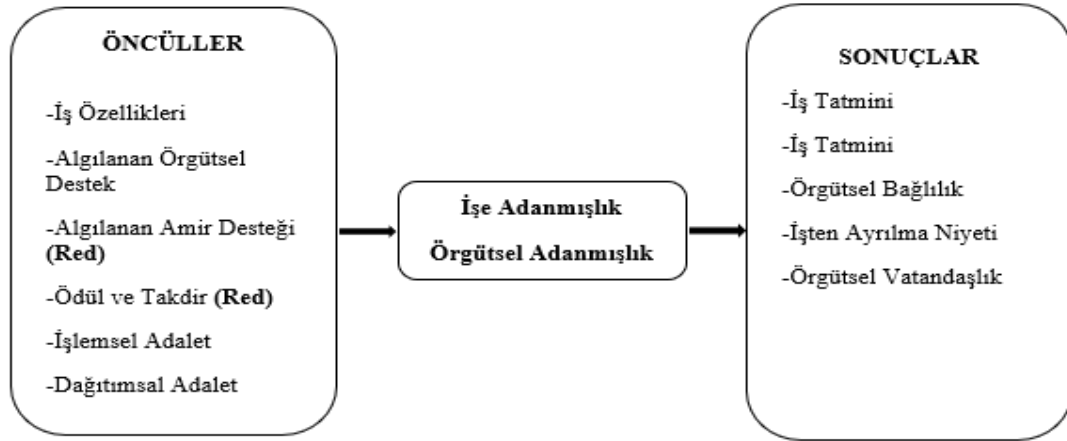 ÖNCÜLLER
-İş Özellikleri
-Algılanan Örgütsel
Destek
-Algılanan Amir Desteği
(Red)
-Ödül ve Takdir (Red)
-İşlemsel Adalet
-Dağıtımsal Adalet
İşe Adanmışlık
Örgütsel Adanmışlık
SONUÇLAR
-İş Tatmini
-İş Tatmini
-Örgütsel Bağlılık
-İşten Ayrılma Niyeti
-Örgütsel Vatandaşlık